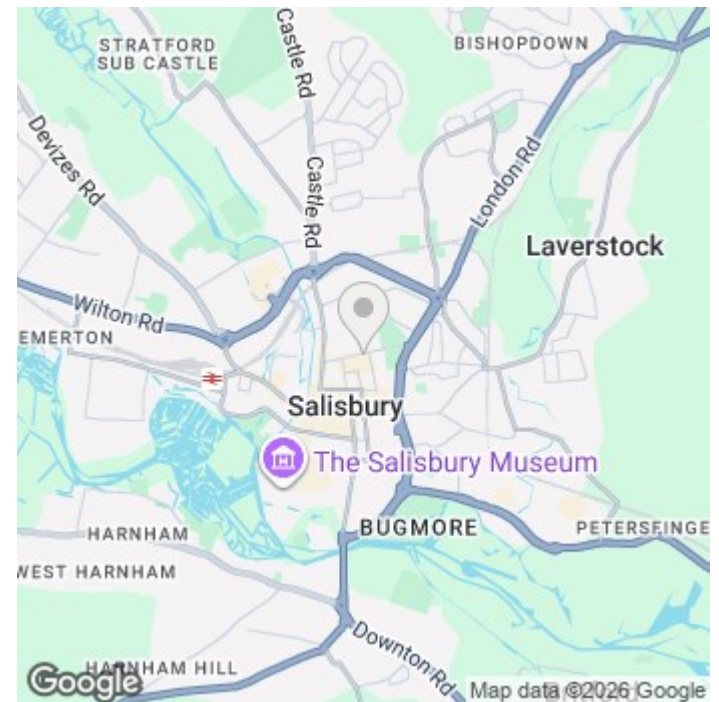 STRATFORD
SUB CASTLE
Castle Rd
BISHOPDOWN
Devizes Rd
Castle Rd
London Rd
Laverstock
Wilton Rd
EMERTON
Salisbury
The Salisbury Museum
HARNHAM
BUGMORE
PETERSFINGE
WEST HARNHAM
Downton Rd
HARNHAM HILL
Google
Map data ©2026 Google